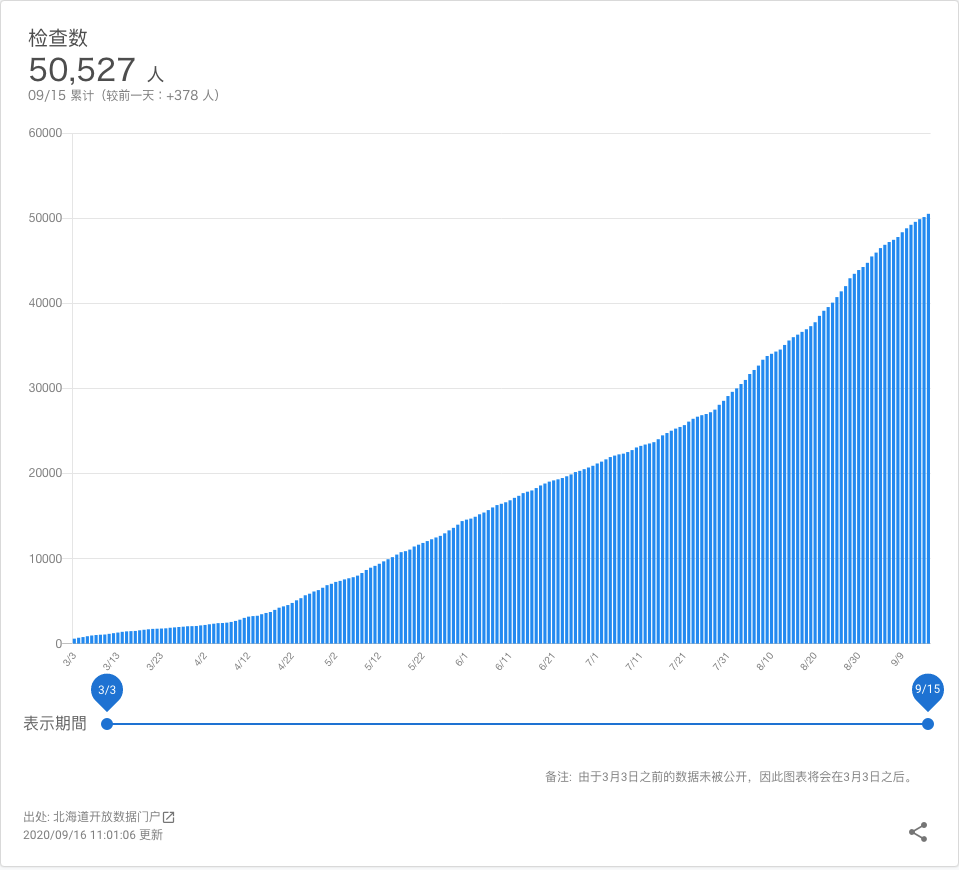 检查数
50,527 人
09/15 累计（较前一天：+378 人）
60000
50000
40000
30000
20000
10000
0
3/3 3/13 3/23 4/2 4/12 4/22 5/2 5/12 5/22 6/1 6/11 6/21 7/1 7/11 7/21 7/31 8/10 8/20 8/30 9/9
3/3 9/15
表示期間
备注: 由于3月3日之前的数据未被公开，因此图表将会在3月3日之后。
出处: 北海道开放数据门户
2020/09/16 11:01:06 更新